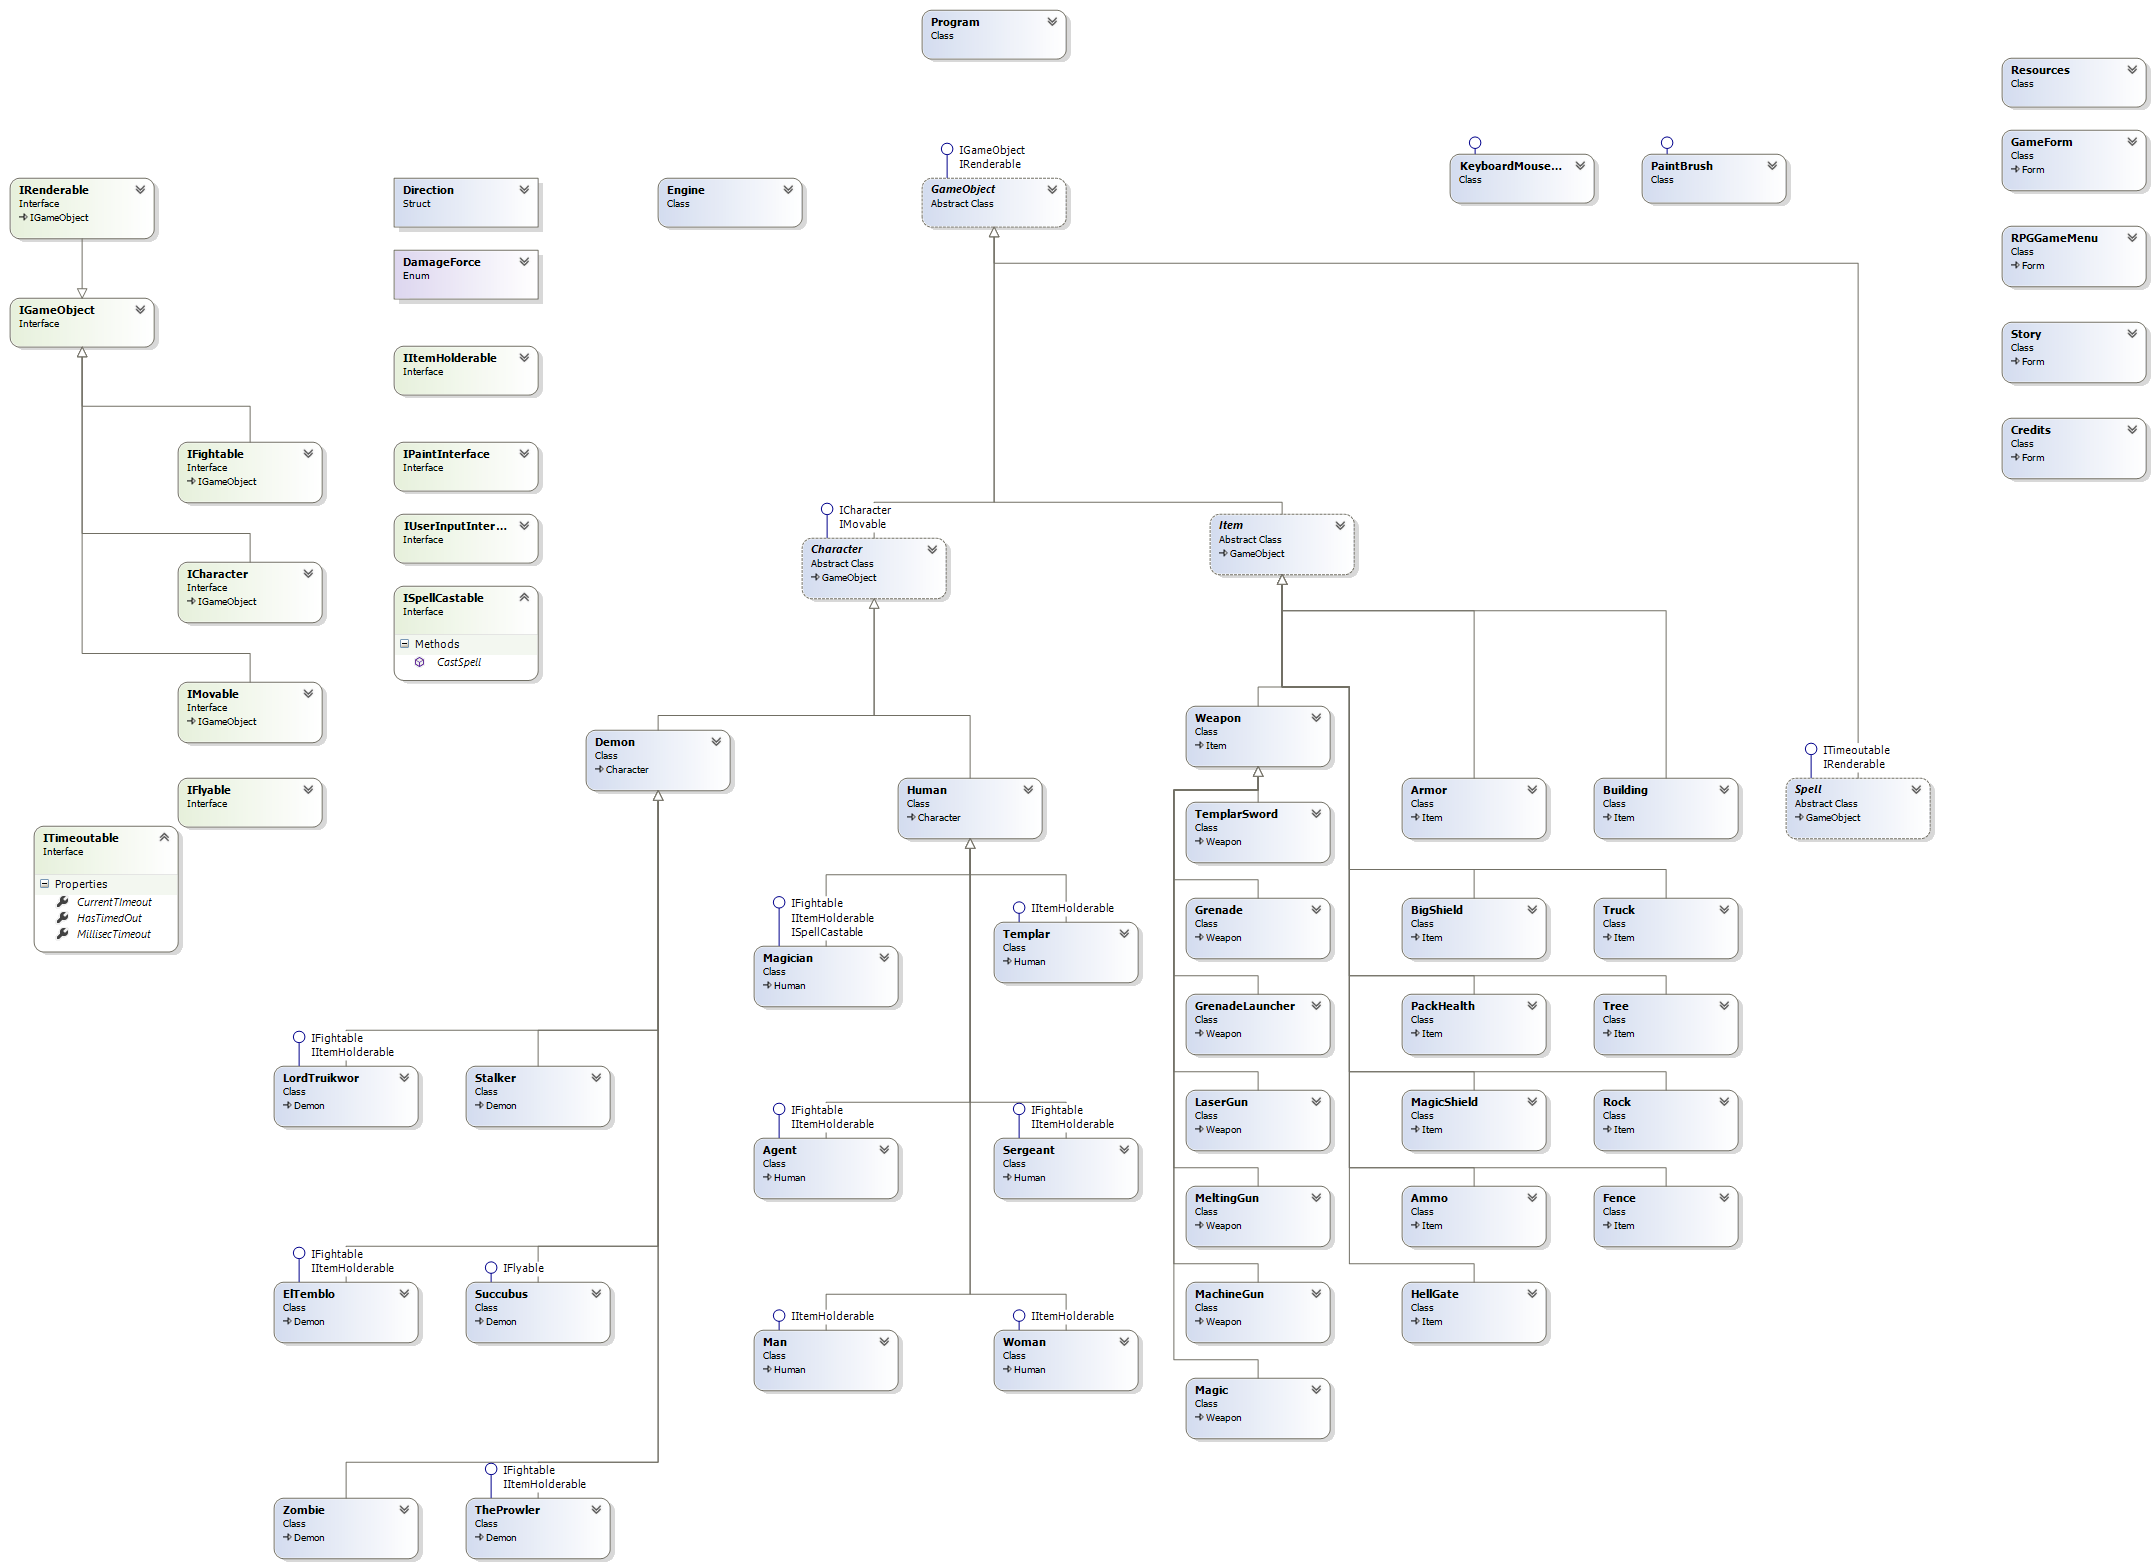 Program
Class
Resources
Class
GameForm
Class
Form
RPGGameMenu
Class
Form
Story
Class
Form
Credits
Class
Form
KeyboardMouse...
Class
PaintBrush
Class
IGameObject
IRenderable
GameObject
Abstract Class
Engine
Class
Direction
Struct
DamageForce
Enum
IItemHolderable
Interface
IPaintInterface
Interface
IUserInputInter...
Interface
ISpellCastable
Interface
Methods
CastSpell
IRenderable
Interface
IGameObject
IGameObject
Interface
IFightable
Interface
IGameObject
ICharacter
Interface
IGameObject
IMovable
Interface
IGameObject
IFlyable
Interface
ITimeoutable
Interface
Properties
CurrentTImeout
HasTimedOut
MillisecTimeout
ICharacter
IMovable
Character
Abstract Class
GameObject
Item
Abstract Class
GameObject
ITimeoutable
IRenderable
Spell
Abstract Class
GameObject
Demon
Class
Character
Human
Class
Character
IFightable
IItemHolderable
LordTruikwor
Class
Demon
Stalker
Class
Demon
IFightable
IItemHolderable
ElTemblo
Class
Demon
IFlyable
Succubus
Class
Demon
Zombie
Class
Demon
IFightable
IItemHolderable
TheProwler
Class
Demon
IFightable
IItemHolderable
ISpellCastable
Magician
Class
Human
IItemHolderable
Templar
Class
Human
IFightable
IItemHolderable
Agent
Class
Human
IFightable
IItemHolderable
Sergeant
Class
Human
IItemHolderable
Man
Class
Human
IItemHolderable
Woman
Class
Human
Weapon
Class
Item
TemplarSword
Class
Weapon
Grenade
Class
Weapon
GrenadeLauncher
Class
Weapon
LaserGun
Class
Weapon
MeltingGun
Class
Weapon
MachineGun
Class
Weapon
Magic
Class
Weapon
Armor
Class
Item
BigShield
Class
Item
PackHealth
Class
Item
MagicShield
Class
Item
Ammo
Class
Item
HellGate
Class
Item
Building
Class
Item
Truck
Class
Item
Tree
Class
Item
Rock
Class
Item
Fence
Class
Item